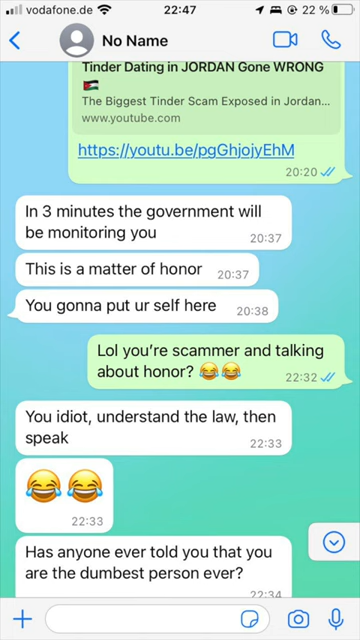 vodafone.de 22:47 22 %
No Name
Tinder Dating in JORDAN Gone WRONG
🇯🇴
The Biggest Tinder Scam Exposed in Jordan...
www.youtube.com
https://youtu.be/pgGhjojyEhM
20:20
In 3 minutes the government will
be monitoring you
20:37
This is a matter of honor 20:37
You gonna put ur self here 20:38
Lol you’re scammer and talking
about honor? 😂😂 22:32
You idiot, understand the law, then
speak
22:33
😂😂
22:33
Has anyone ever told you that you
are the dumbest person ever?
22:34